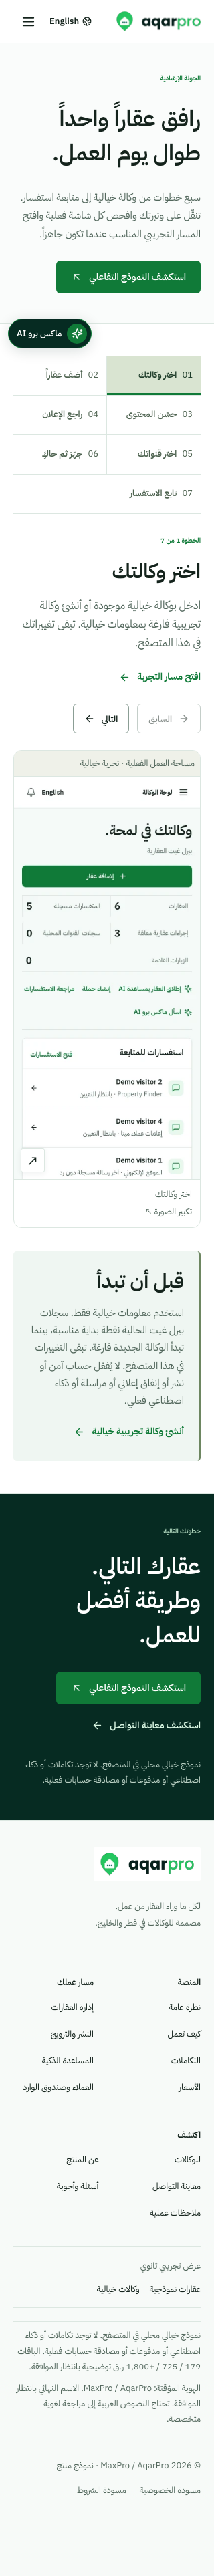 aqarpro
English
الجولة الإرشادية
رافق عقاراً واحداً
طوال يوم العمل.
سبع خطوات من وكالة خيالية إلى متابعة استفسار.
تنقّل على وتيرتك وافحص كل شاشة فعلية وافتح
المسار التجريبي المناسب عندما تكون جاهزاً.
استكشف النموذج التفاعلي
ماكس برو AI
01 اختر وكالتك
02 أضف عقاراً
03 حسّن المحتوى
04 راجع الإعلان
05 اختر قنواتك
06 جهّز ثم حاكِ
07 تابع الاستفسار
الخطوة 1 من 7
اختر وكالتك
ادخل بوكالة خيالية موجودة أو أنشئ وكالة
تجريبية فارغة بمعلومات خيالية. تبقى تغييراتك
في هذا المتصفح.
افتح مسار التجربة
السابق
التالي
مساحة العمل الفعلية · تجربة خيالية
لوحة الوكالة
English
وكالتك في لمحة.
بيرل غيت العقارية
إضافة عقار
العقارات 6
استفسارات مسجلة 5
إجراءات عقارية معلقة 3
سجلات القنوات المحلية 0
الزيارات القادمة 0
إطلاق العقار بمساعدة AI
إنشاء حملة
مراجعة الاستفسارات
اسأل ماكس برو AI
استفسارات للمتابعة
فتح الاستفسارات
Demo visitor 2
Property Finder · بانتظار التعيين
Demo visitor 4
إعلانات عملاء ميتا · بانتظار التعيين
Demo visitor 1
الموقع الإلكتروني · آخر رسالة مسجلة دون رد
اختر وكالتك
تكبير الصورة
قبل أن تبدأ
استخدم معلومات خيالية فقط. سجلات
بيرل غيت الحالية نقطة بداية مناسبة، بينما
تبدأ الوكالة الجديدة فارغة. تبقى التغييرات
في هذا المتصفح. لا يُفعّل حساب أو أمن
نشر أو إنفاق إعلاني أو مراسلة أو ذكاء
اصطناعي فعلي.
أنشئ وكالة تجريبية خيالية
خطوتك التالية
عقارك التالي.
وطريقة أفضل
للعمل.
استكشف النموذج التفاعلي
استكشف معاينة التواصل
نموذج خيالي محلي في المتصفح. لا توجد تكاملات أو ذكاء
اصطناعي أو مدفوعات أو مصادقة حسابات فعلية.
aqarpro
لكل ما وراء العقار من عمل.
مصممة للوكالات في قطر والخليج.
المنصة
نظرة عامة
كيف تعمل
التكاملات
الأسعار
مسار عملك
إدارة العقارات
النشر والترويج
المساعدة الذكية
العملاء وصندوق الوارد
اكتشف
للوكالات
معاينة التواصل
ملاحظات عملية
عن المنتج
أسئلة وأجوبة
عرض تجريبي ثانوي
عقارات نموذجية
وكالات خيالية
نموذج خيالي محلي في المتصفح. لا توجد تكاملات أو ذكاء
اصطناعي أو مدفوعات أو مصادقة حسابات فعلية. الباقات
179 / 725 / 1,800+ ر.ق توضيحية بانتظار الموافقة.
الهوية المؤقتة: MaxPro / AqarPro. الاسم النهائي بانتظار
الموافقة. تحتاج النصوص العربية إلى مراجعة لغوية
متخصصة.
© 2026 MaxPro / AqarPro · نموذج منتج
مسودة الخصوصية
مسودة الشروط